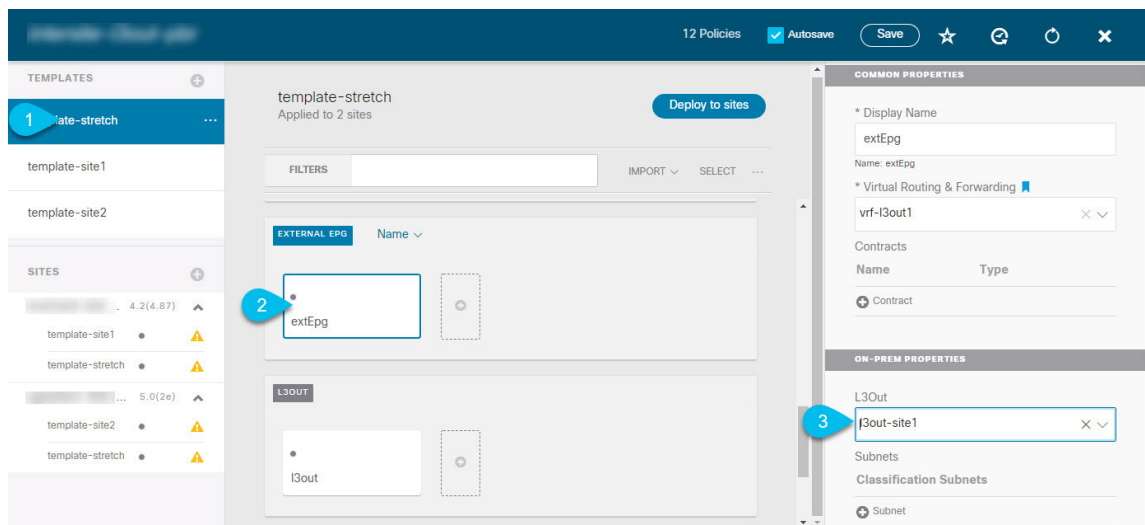 12 Policies
Autosave
Save
TEMPLATES
1
ate-stretch
template-site1
template-site2
SITES
4.2(4.87)
template-site1
template-stretch
... 5.0(2e)
template-site2
template-stretch
template-stretch
Applied to 2 sites
Deploy to sites
FILTERS
IMPORT
SELECT
EXTERNAL EPG
Name
2
extEpg
L3OUT
l3out
COMMON PROPERTIES
* Display Name
extEpg
Name: extEpg
* Virtual Routing & Forwarding
vrf-l3out1
Contracts
Name Type
Contract
ON-PREM PROPERTIES
L3Out
3
l3out-site1
Subnets
Classification Subnets
Subnet